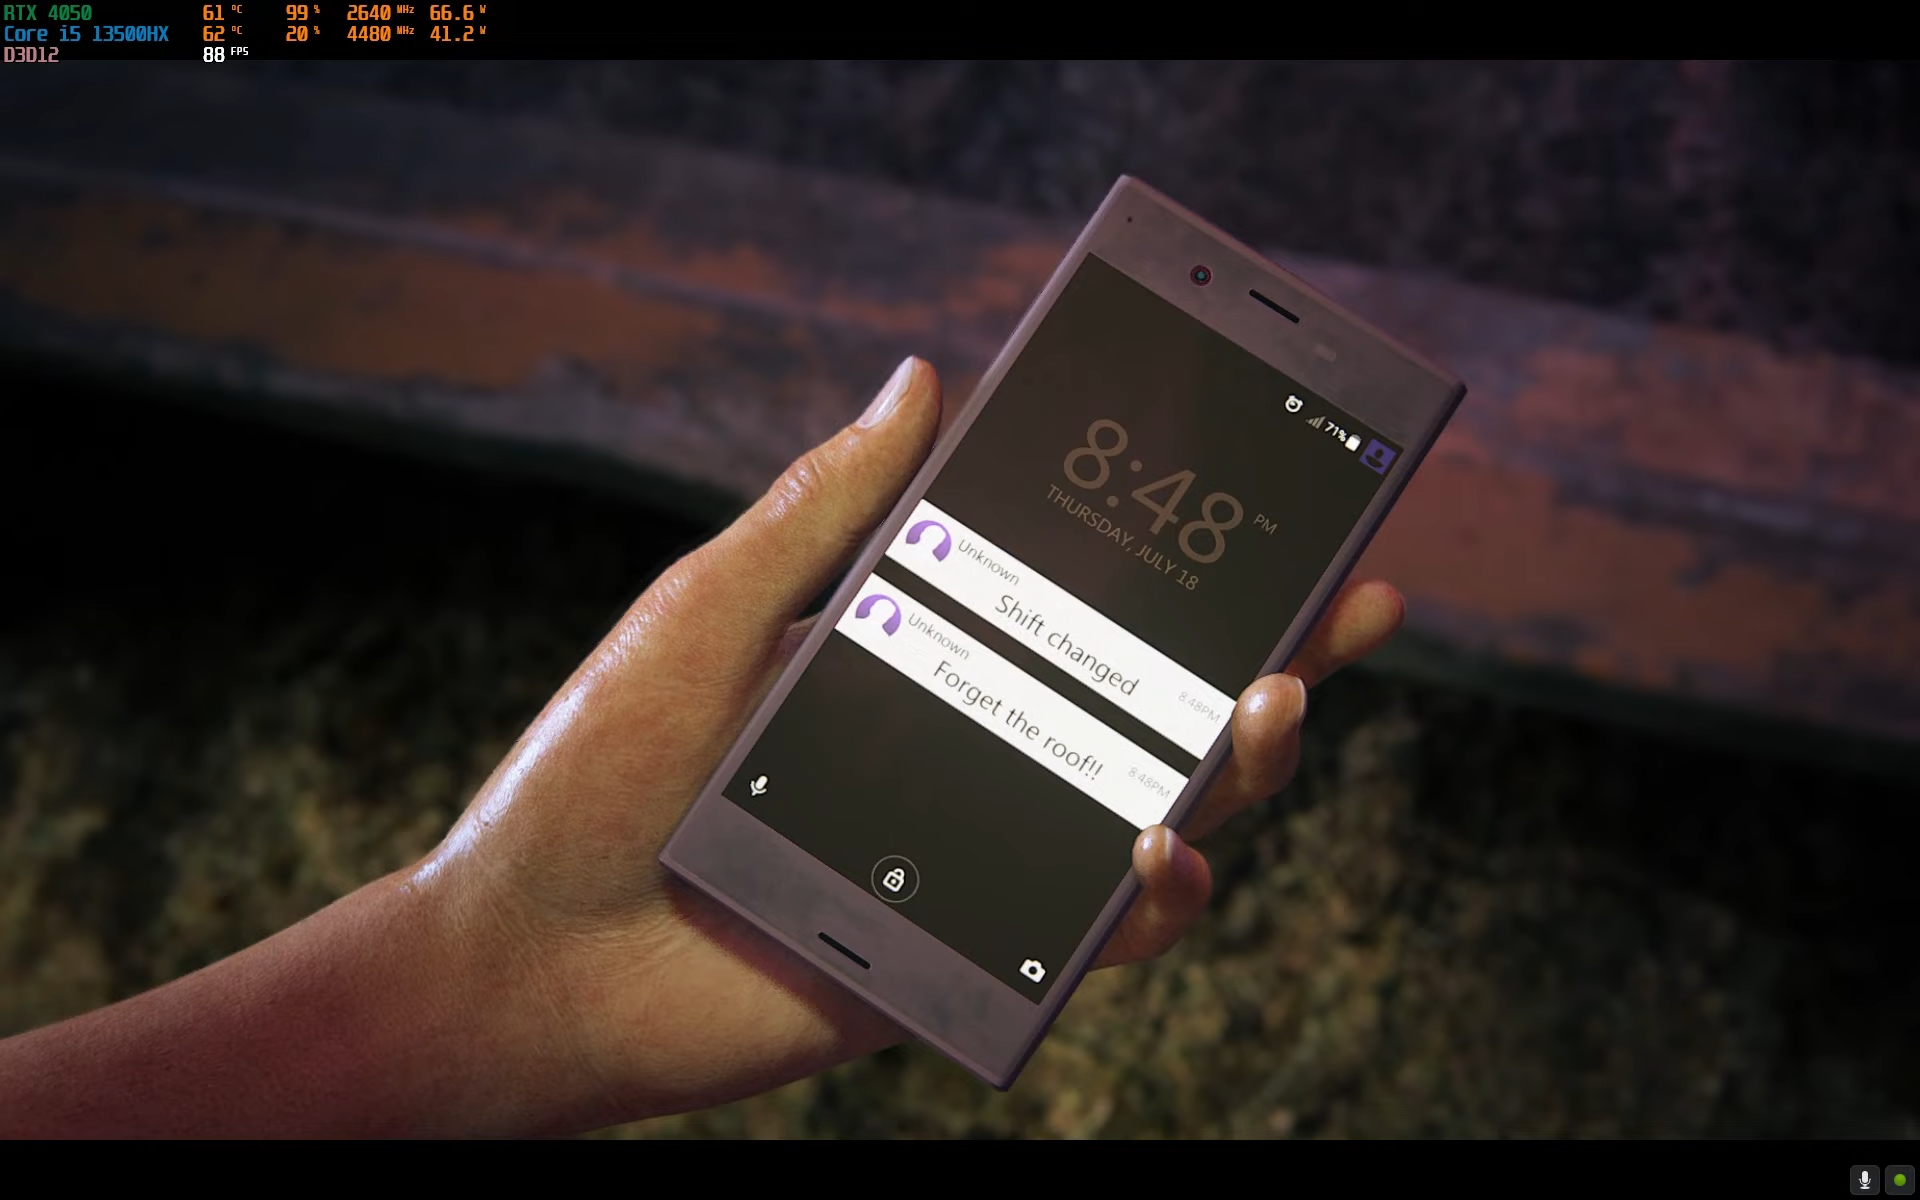 RTX 4050 61 °C 99 % 2640 MHz 66.6 W
Core i5 13500HX 62 °C 20 % 4480 MHz 41.2 W
D3D12 88 FPS
71%
8:48 PM
THURSDAY, JULY 18
Unknown
Shift changed
8:48PM
Unknown
Forget the roof!!
8:48PM